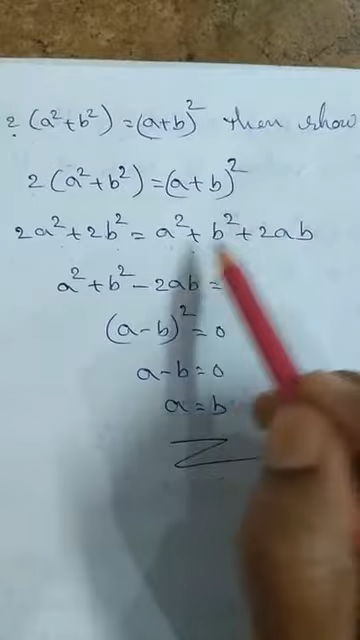 2(a²+b²)=(a+b)² then show
2(a²+b²)=(a+b)²
2a²+2b²=a²+b²+2ab
a²+b²-2ab=
(a-b)²=0
a-b=0
a=b